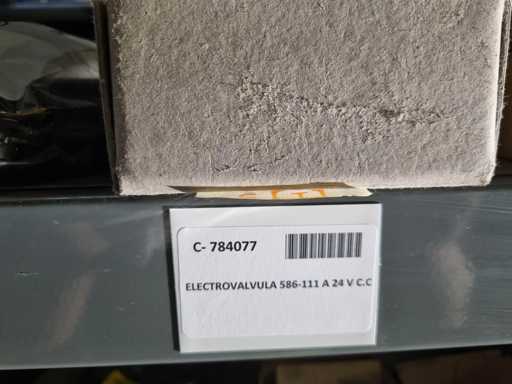 C- 784077
ELECTROVALVULA 586-111 A 24 V C.C